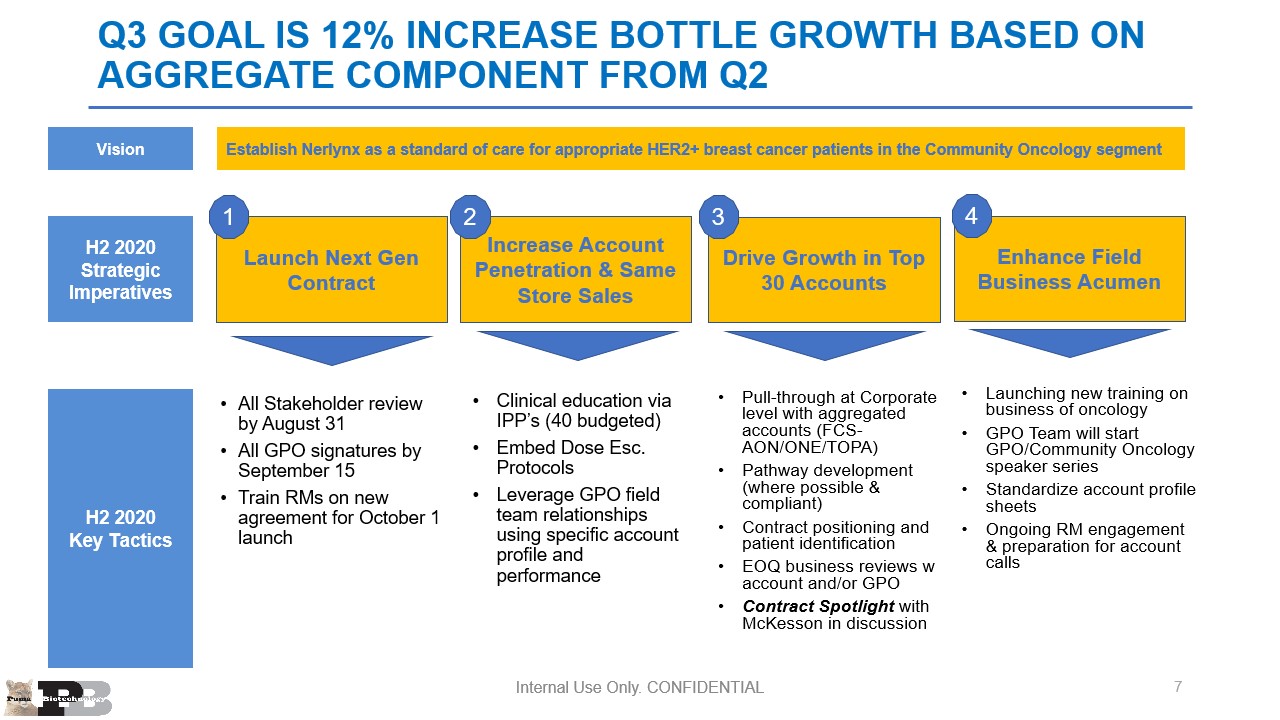 Q3 GOAL IS 12% INCREASE BOTTLE GROWTH BASED ON
AGGREGATE COMPONENT FROM Q2
Vision
Establish Nerlynx as a standard of care for appropriate HER2+ breast cancer patients in the Community Oncology segment
H2 2020
Strategic
Imperatives
1
Launch Next Gen
Contract
2
Increase Account
Penetration & Same
Store Sales
3
Drive Growth in Top
30 Accounts
4
Enhance Field
Business Acumen
H2 2020
Key Tactics
• All Stakeholder review
by August 31
• All GPO signatures by
September 15
• Train RMs on new
agreement for October 1
launch
• Clinical education via
IPP's (40 budgeted)
• Embed Dose Esc.
Protocols
• Leverage GPO field
team relationships
using specific account
profile and
performance
• Pull-through at Corporate
level with aggregated
accounts (FCS-
AON/ONE/TOPA)
• Pathway development
(where possible &
compliant)
• Contract positioning and
patient identification
• EOQ business reviews w
account and/or GPO
• Contract Spotlight with
McKesson in discussion
• Launching new training on
business of oncology
• GPO Team will start
GPO/Community Oncology
speaker series
• Standardize account profile
sheets
• Ongoing RM engagement
& preparation for account
calls
Puma Biotechnology
Internal Use Only. CONFIDENTIAL
7